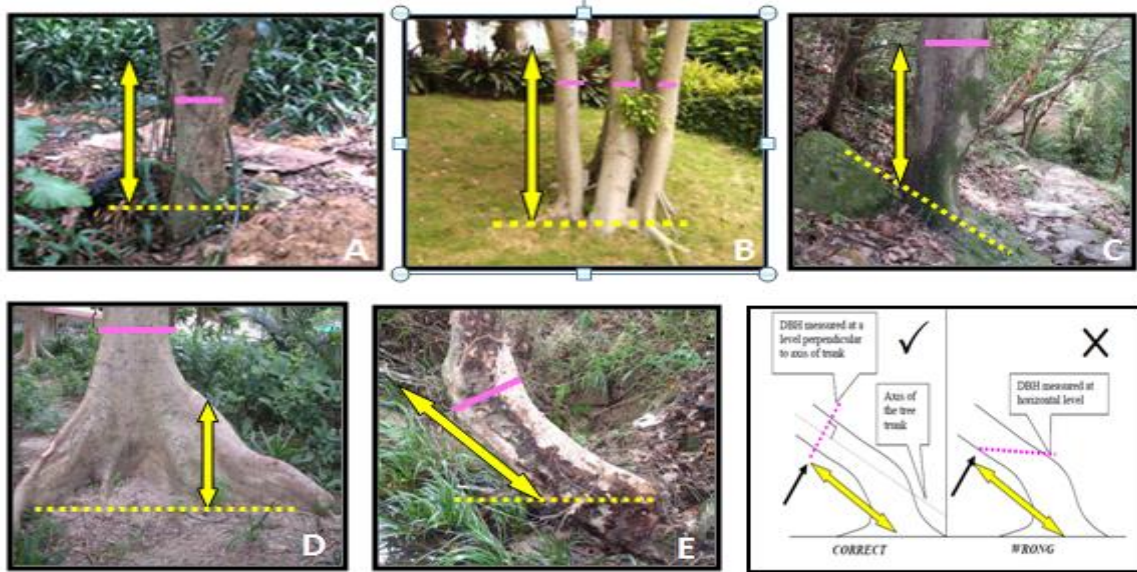 A
B
C
D
E
DBH measured at a
level perpendicular
to axis of trunk
Axis of
the tree
trunk
CORRECT
DBH measured at
horizontal level
WRONG